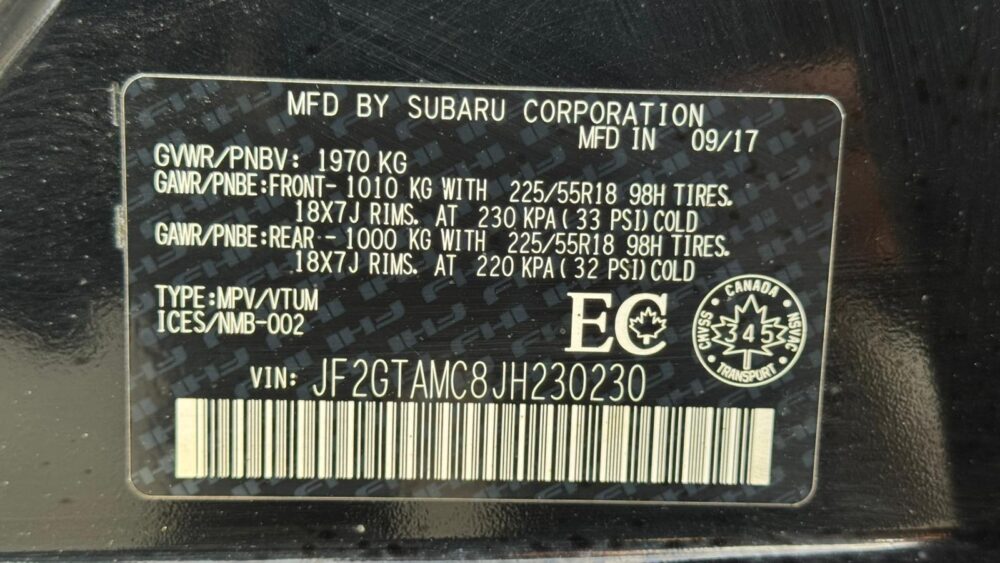 MFD BY SUBARU CORPORATION
MFD IN 09/17
GVWR/PNBV: 1970 KG
GAWR/PNBE:FRONT- 1010 KG WITH 225/55R18 98H TIRES.
18X7J RIMS. AT 230 KPA( 33 PSI)COLD
GAWR/PNBE:REAR - 1000 KG WITH 225/55R18 98H TIRES.
18X7J RIMS. AT 220 KPA( 32 PSI)COLD
TYPE:MPV/VTUM
ICES/NMB-002
EC
CANADA
CMVSS
345
NSVAC
TRANSPORT
VIN: JF2GTAMC8JH230230